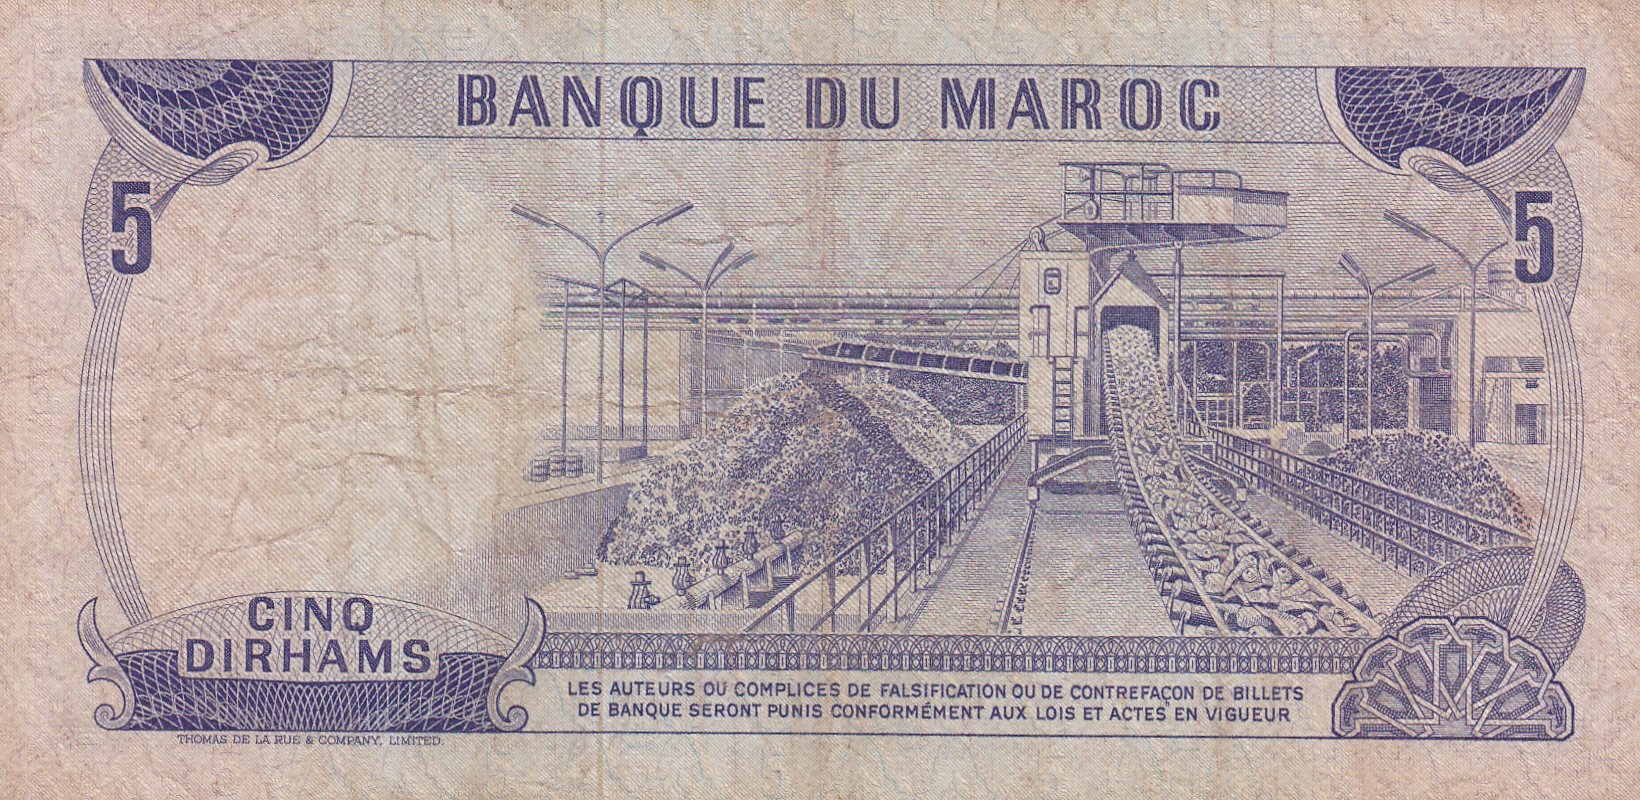 BANQUE DU MAROC
5
5
CINQ
DIRHAMS
LES AUTEURS OU COMPLICES DE FALSIFICATION OU DE CONTREFAÇON DE BILLETS
DE BANQUE SERONT PUNIS CONFORMÉMENT AUX LOIS ET ACTES EN VIGUEUR
THOMAS DE LA RUE & COMPANY, LIMITED.